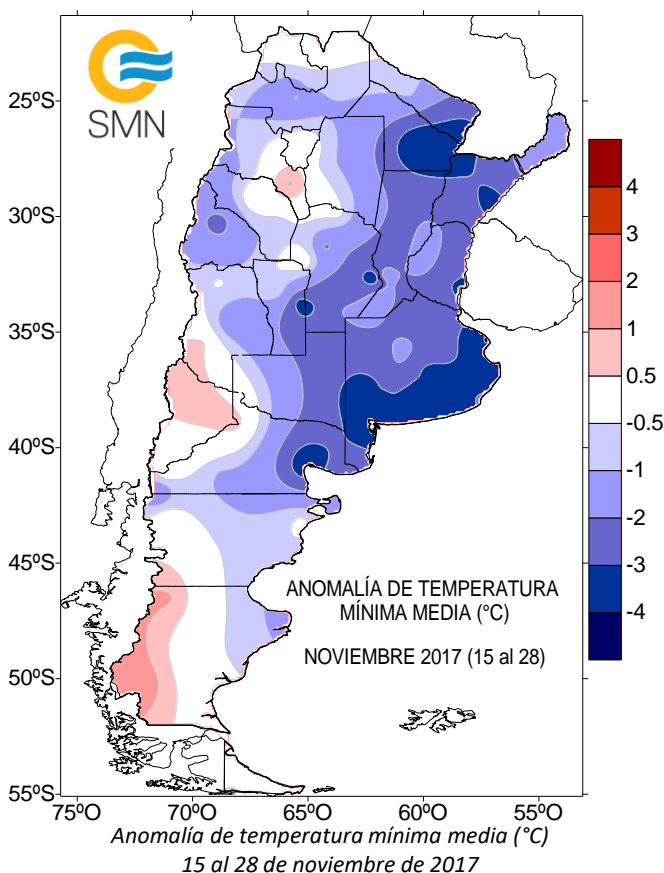 SMN
25ºS
30ºS
35ºS
40ºS
45ºS
50ºS
55ºS
75ºO 70ºO 65ºO 60ºO 55ºO
4
3
2
1
0.5
-0.5
-1
-2
-3
-4
ANOMALÍA DE TEMPERATURA
MÍNIMA MEDIA (°C)
NOVIEMBRE 2017 (15 al 28)
Anomalía de temperatura mínima media (°C)
15 al 28 de noviembre de 2017